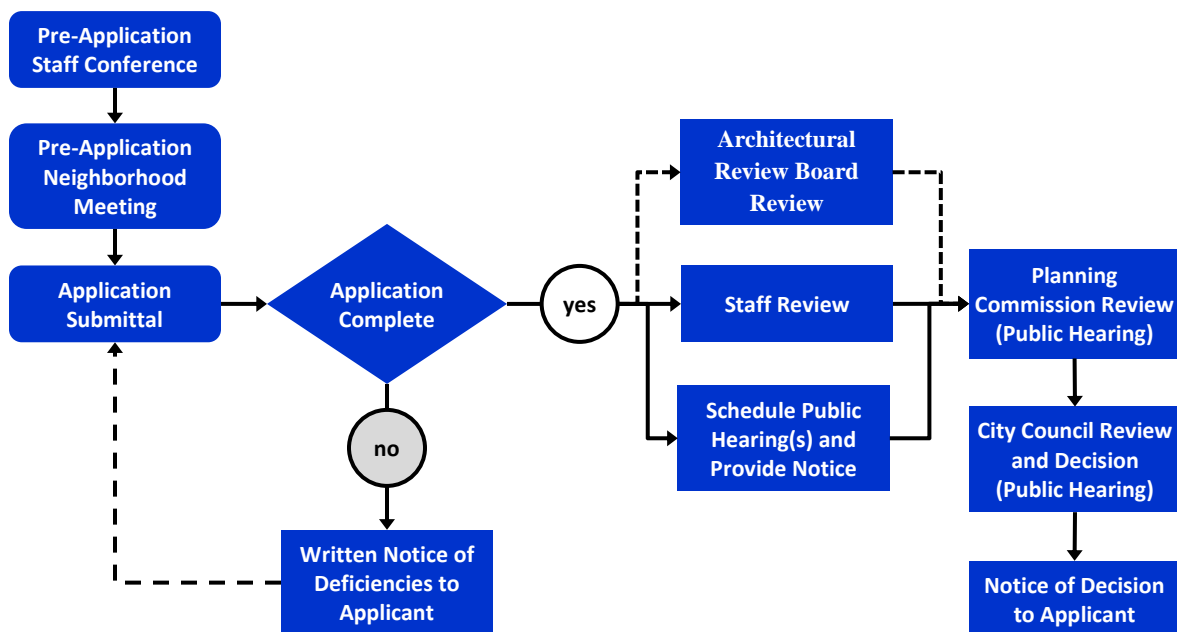 Pre-Application
Staff Conference
Pre-Application
Neighborhood
Meeting
Application
Submittal
Application
Complete
yes
no
Written Notice of
Deficiencies to
Applicant
Architectural
Review Board
Review
Staff Review
Schedule Public
Hearing(s) and
Provide Notice
Planning
Commission Review
(Public Hearing)
City Council Review
and Decision
(Public Hearing)
Notice of Decision
to Applicant